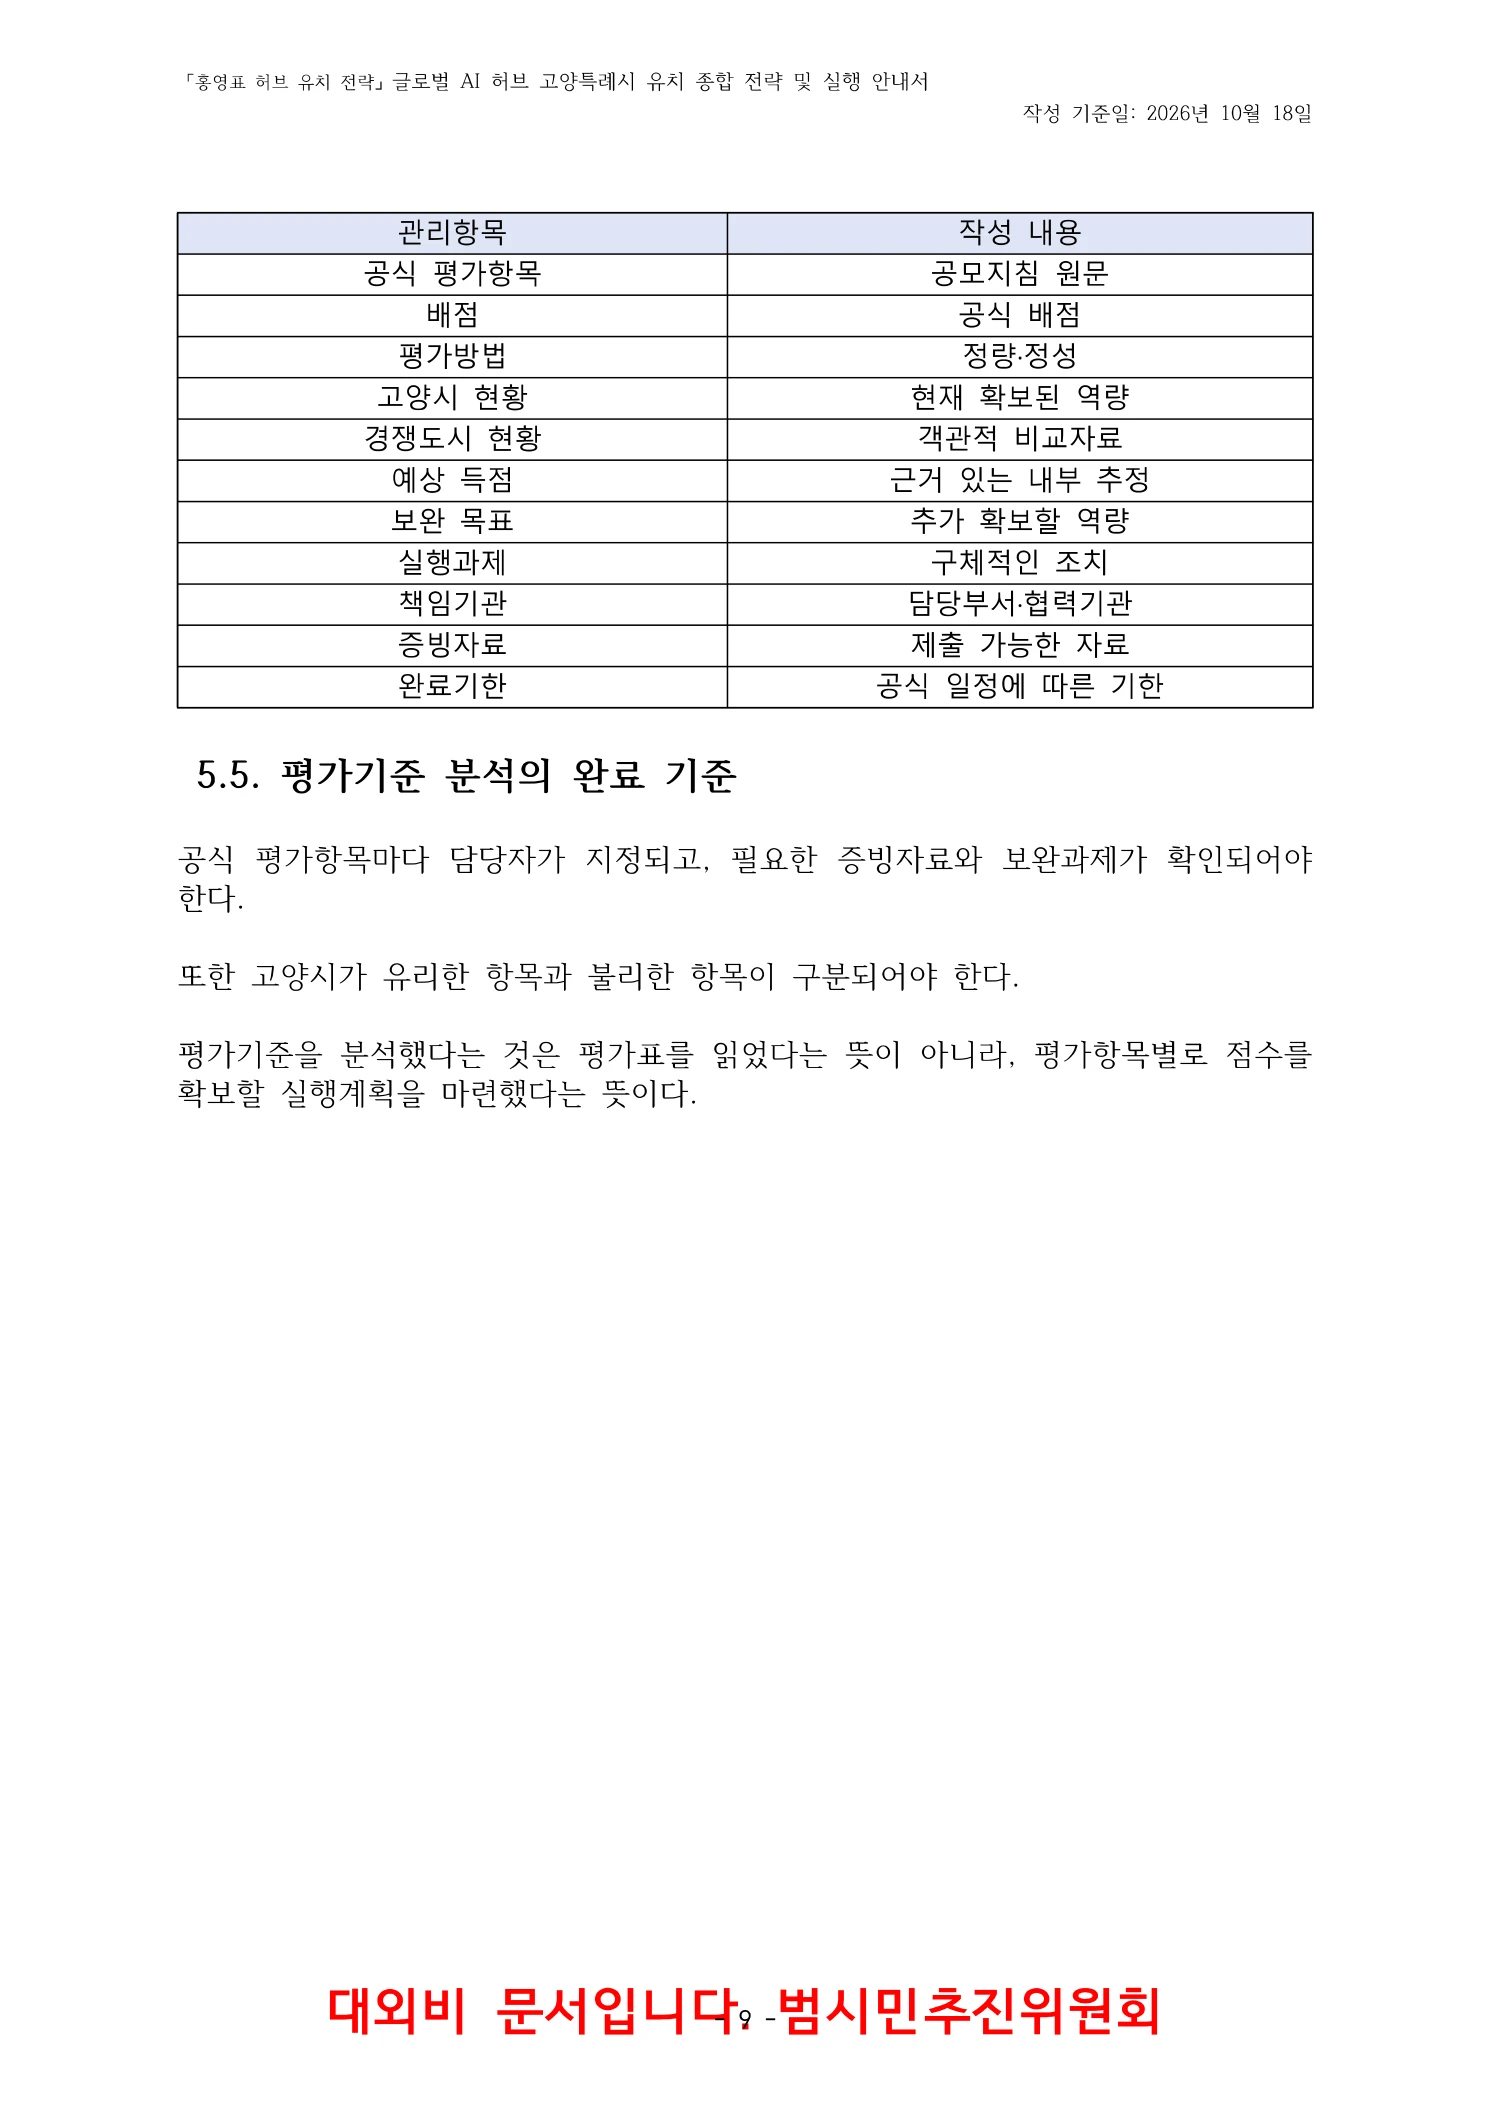 「홍영표 허브 유치 전략」글로벌 AI 허브 고양특례시 유치 종합 전략 및 실행 안내서
작성 기준일: 2026년 10월 18일
관리항목 작성 내용
공식 평가항목 공모지침 원문
배점 공식 배점
평가방법 정량·정성
고양시 현황 현재 확보된 역량
경쟁도시 현황 객관적 비교자료
예상 득점 근거 있는 내부 추정
보완 목표 추가 확보할 역량
실행과제 구체적인 조치
책임기관 담당부서·협력기관
증빙자료 제출 가능한 자료
완료기한 공식 일정에 따른 기한
5.5. 평가기준 분석의 완료 기준
공식 평가항목마다 담당자가 지정되고, 필요한 증빙자료와 보완과제가 확인되어야
한다.
또한 고양시가 유리한 항목과 불리한 항목이 구분되어야 한다.
평가기준을 분석했다는 것은 평가표를 읽었다는 뜻이 아니라, 평가항목별로 점수를
확보할 실행계획을 마련했다는 뜻이다.
대외비 문서입니다. 범시민추진위원회
- 9 -